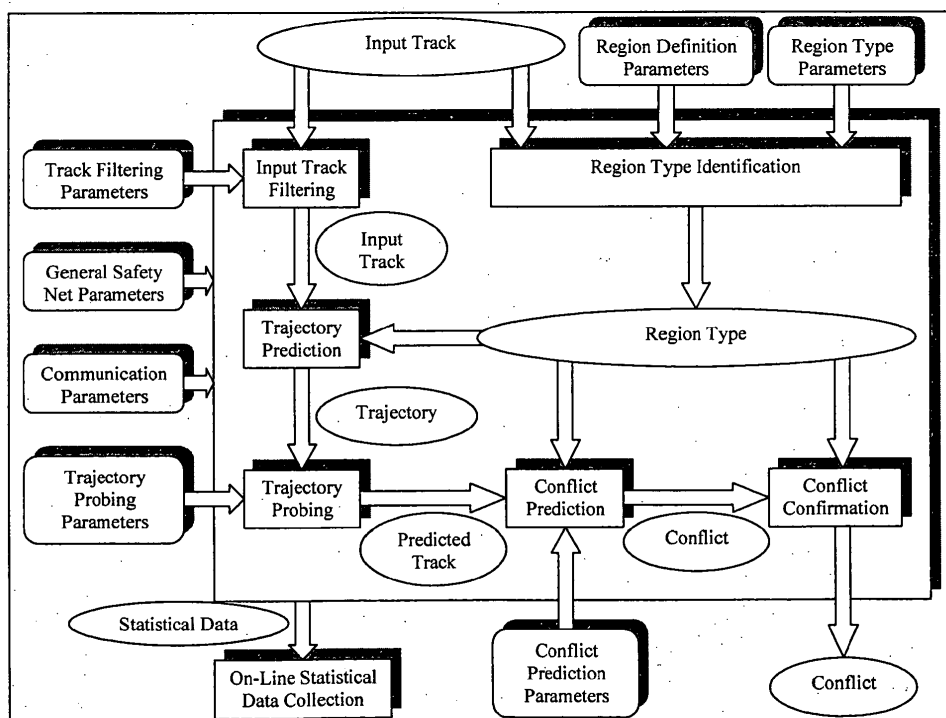 Input Track
Region Definition
Parameters
Region Type
Parameters
Track Filtering
Parameters
Input Track
Filtering
Region Type Identification
Input
Track
General Safety
Net Parameters
Trajectory
Prediction
Region Type
Communication
Parameters
Trajectory
Trajectory
Probing
Parameters
Trajectory
Probing
Conflict
Prediction
Conflict
Confirmation
Predicted
Track
Conflict
Statistical Data
On-Line Statistical
Data Collection
Conflict
Prediction
Parameters
Conflict